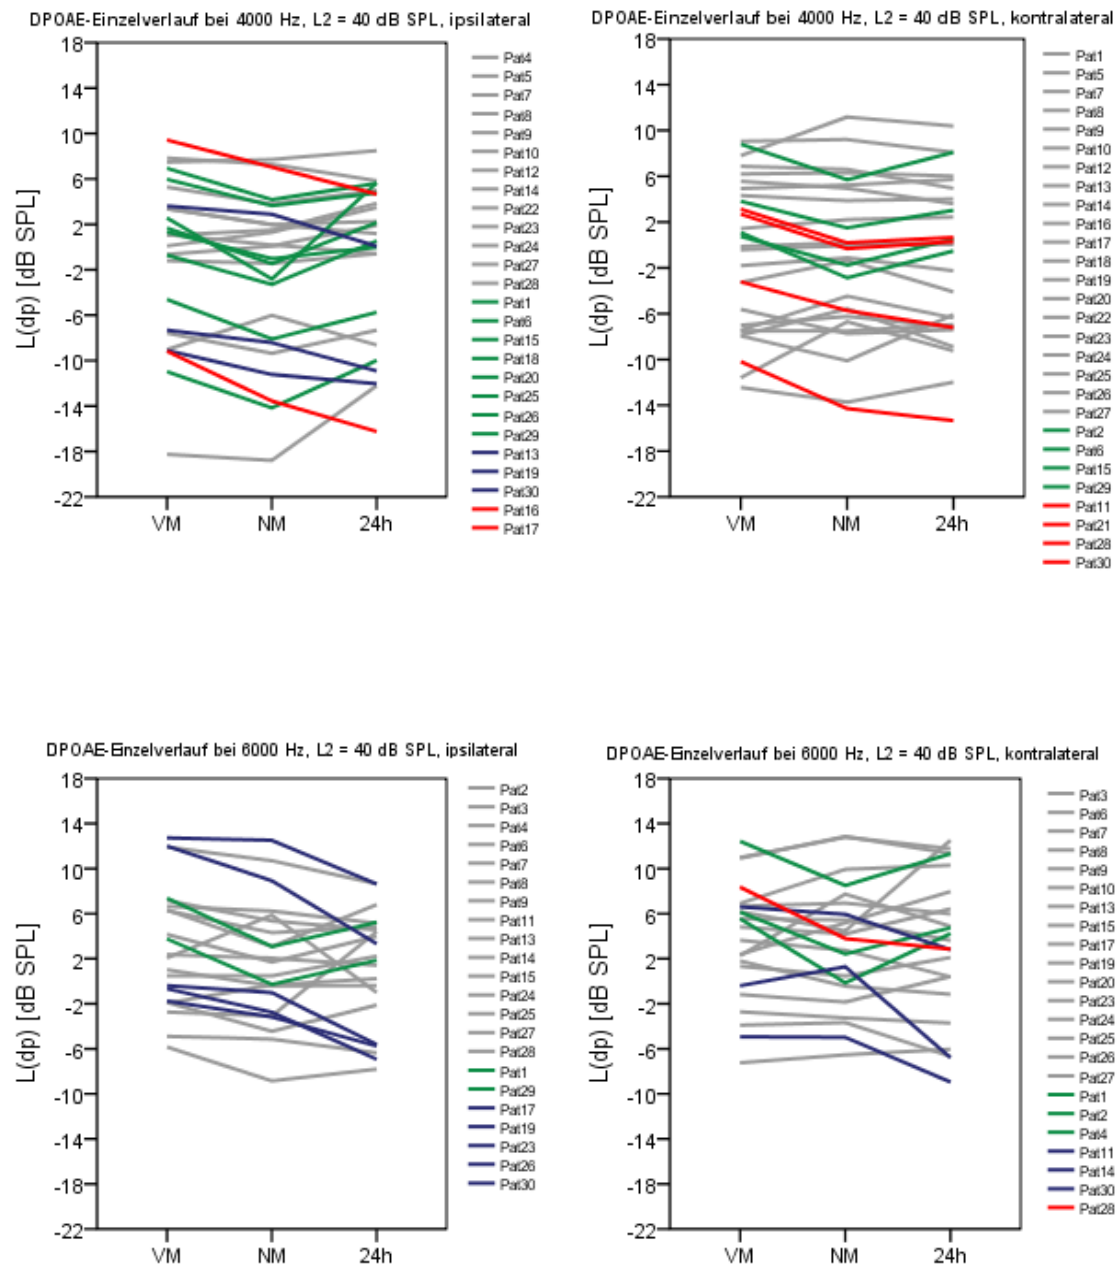 DPOAE-Einzelverlauf bei 4000 Hz, L2 = 40 dB SPL, ipsilateral
18
14
10
6
2
-2
-6
-10
-14
-18
-22
L(dp) [dB SPL]
VM NM 24h
Pat4
Pat5
Pat7
Pat8
Pat9
Pat10
Pat12
Pat14
Pat22
Pat23
Pat24
Pat27
Pat28
Pat1
Pat6
Pat15
Pat18
Pat20
Pat25
Pat26
Pat29
Pat13
Pat19
Pat30
Pat16
Pat17
DPOAE-Einzelverlauf bei 4000 Hz, L2 = 40 dB SPL, kontralateral
18
14
10
6
2
-2
-6
-10
-14
-18
-22
L(dp) [dB SPL]
VM NM 24h
Pat1
Pat5
Pat7
Pat8
Pat9
Pat10
Pat12
Pat13
Pat14
Pat16
Pat17
Pat18
Pat19
Pat20
Pat22
Pat23
Pat24
Pat25
Pat26
Pat27
Pat2
Pat6
Pat15
Pat29
Pat11
Pat21
Pat28
Pat30
DPOAE-Einzelverlauf bei 6000 Hz, L2 = 40 dB SPL, ipsilateral
18
14
10
6
2
-2
-6
-10
-14
-18
-22
L(dp) [dB SPL]
VM NM 24h
Pat2
Pat3
Pat4
Pat6
Pat7
Pat8
Pat9
Pat11
Pat13
Pat14
Pat15
Pat24
Pat25
Pat27
Pat28
Pat1
Pat29
Pat17
Pat19
Pat23
Pat26
Pat30
DPOAE-Einzelverlauf bei 6000 Hz, L2 = 40 dB SPL, kontralateral
18
14
10
6
2
-2
-6
-10
-14
-18
-22
L(dp) [dB SPL]
VM NM 24h
Pat3
Pat6
Pat7
Pat8
Pat9
Pat10
Pat13
Pat15
Pat17
Pat19
Pat20
Pat23
Pat24
Pat25
Pat26
Pat27
Pat1
Pat2
Pat4
Pat11
Pat14
Pat30
Pat28